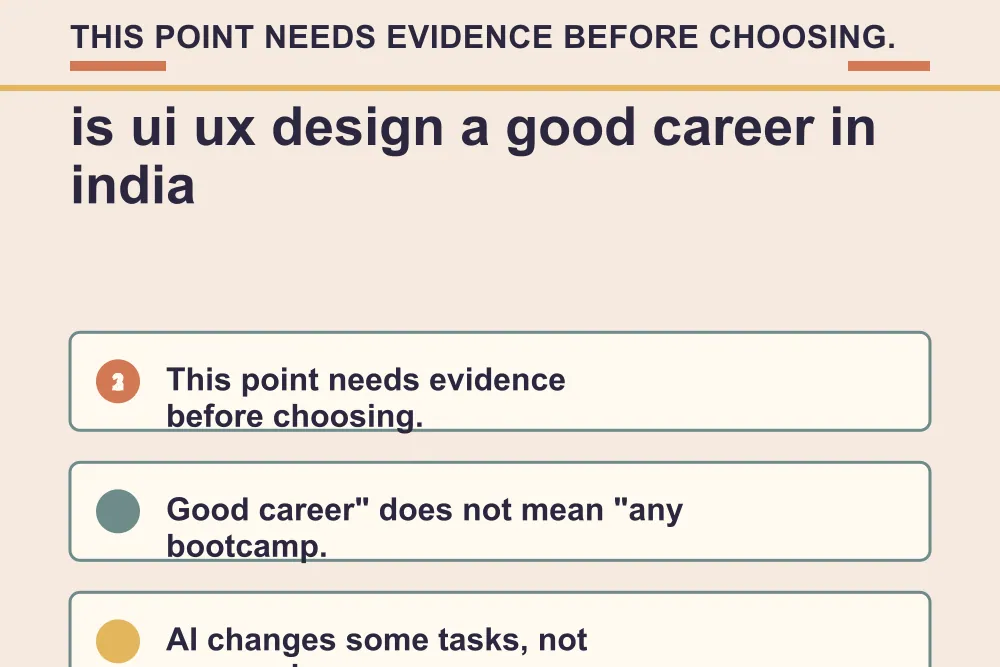 THIS POINT NEEDS EVIDENCE BEFORE CHOOSING.
is ui ux design a good career in
india
This point needs evidence
before choosing.
Good career" does not mean "any
bootcamp.
AI changes some tasks, not